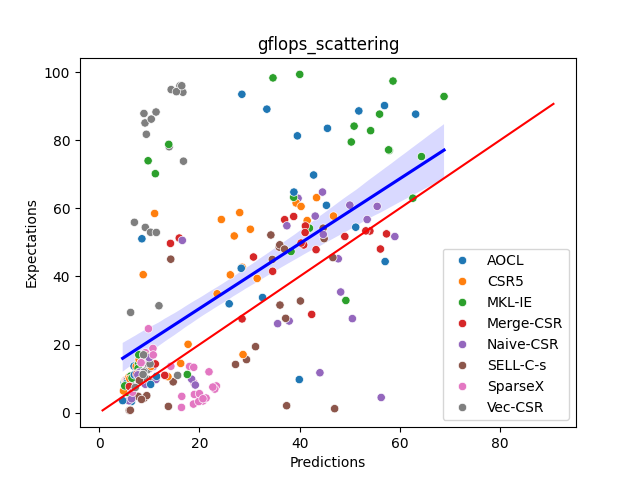 gflops_scattering
100
80
60
40
20
0
Expectations
0
20
40
60
80
Predictions
AOCL
CSR5
MKL-IE
Merge-CSR
Naive-CSR
SELL-C-s
SparseX
Vec-CSR